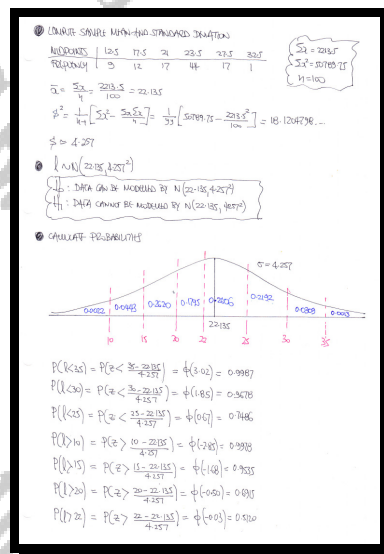 COMPUTE SAMPLE MEAN AND STANDARD DEVIATION
MIDPOINTS 12.5 17.5 21 23.5 27.5 32.5
FREQUENCY 9 12 17 44 17 1
Σx = 2213.5
Σx² = 50789.75
n = 100
x̄ = Σx/n = 2213.5/100 = 22.135
s² = 1/(n-1) [Σx² - ΣxΣx/n] = 1/99 [50789.75 - 2213.5²/100] = 18.1204798...
s ≈ 4.257
l ~ N(22.135, 4.257²)
H₀: DATA CAN BE MODELLED BY N(22.135, 4.257²)
H₁: DATA CANNOT BE MODELLED BY N(22.135, 4.257²)
CALCULATE PROBABILITIES
σ = 4.257
0.0022 0.0443 0.2620 0.1795 0.2606 0.2192 0.0309 0.0013
22.135
10 15 20 22 25 30 35
P(l<35) = P(z < (35-22.135)/4.257) = ϕ(3.02) = 0.9987
P(l<30) = P(z < (30-22.135)/4.257) = ϕ(1.85) = 0.9678
P(l<25) = P(z < (25-22.135)/4.257) = ϕ(0.67) = 0.7486
P(l>10) = P(z > (10-22.135)/4.257) = ϕ(-2.85) = 0.9978
P(l>15) = P(z > (15-22.135)/4.257) = ϕ(-1.68) = 0.9535
P(l>20) = P(z > (20-22.135)/4.257) = ϕ(-0.50) = 0.6915
P(l>22) = P(z > (22-22.135)/4.257) = ϕ(-0.03) = 0.5120